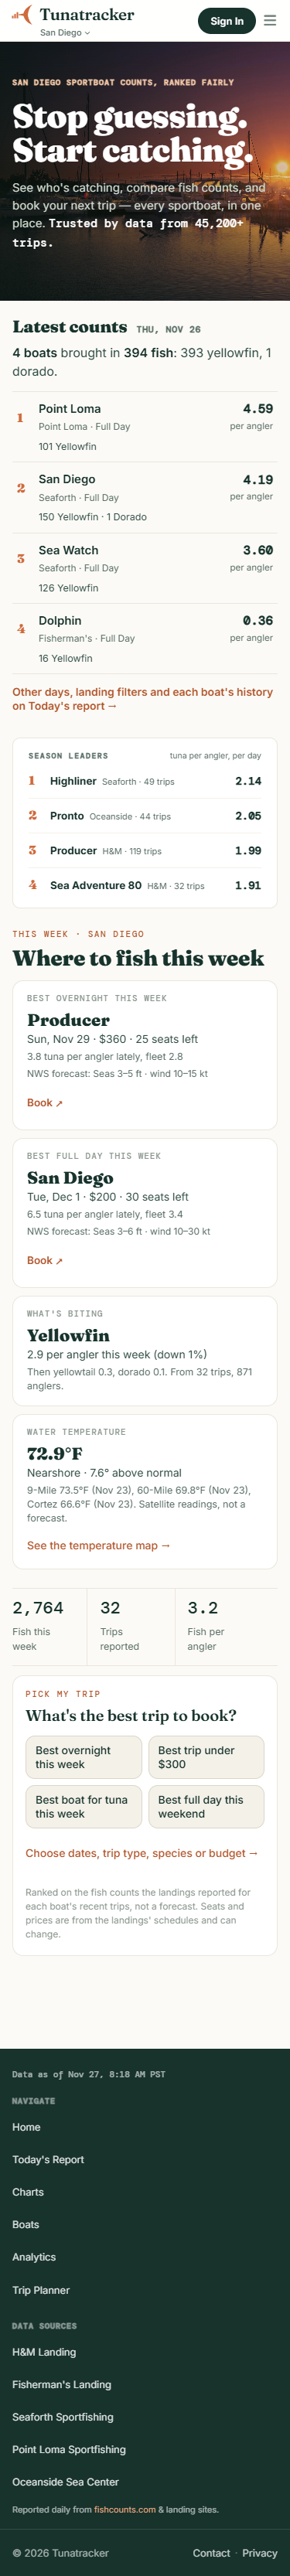 Tunatracker
San Diego
Sign In
SAN DIEGO SPORTBOAT COUNTS, RANKED FAIRLY
Stop guessing.
Start catching.
See who's catching, compare fish counts, and
book your next trip — every sportboat, in one
place. Trusted by data from 45,200+
trips.
Latest counts THU, NOV 26
4 boats brought in 394 fish: 393 yellowfin, 1
dorado.
1 Point Loma 4.59
Point Loma · Full Day per angler
101 Yellowfin
2 San Diego 4.19
Seaforth · Full Day per angler
150 Yellowfin · 1 Dorado
3 Sea Watch 3.60
Seaforth · Full Day per angler
126 Yellowfin
4 Dolphin 0.36
Fisherman's · Full Day per angler
16 Yellowfin
Other days, landing filters and each boat's history
on Today's report →
SEASON LEADERS tuna per angler, per day
1 Highliner Seaforth · 49 trips 2.14
2 Pronto Oceanside · 44 trips 2.05
3 Producer H&M · 119 trips 1.99
4 Sea Adventure 80 H&M · 32 trips 1.91
THIS WEEK · SAN DIEGO
Where to fish this week
BEST OVERNIGHT THIS WEEK
Producer
Sun, Nov 29 · $360 · 25 seats left
3.8 tuna per angler lately, fleet 2.8
NWS forecast: Seas 3–5 ft · wind 10–15 kt
Book ↗
BEST FULL DAY THIS WEEK
San Diego
Tue, Dec 1 · $200 · 30 seats left
6.5 tuna per angler lately, fleet 3.4
NWS forecast: Seas 3–6 ft · wind 10–30 kt
Book ↗
WHAT'S BITING
Yellowfin
2.9 per angler this week (down 1%)
Then yellowtail 0.3, dorado 0.1. From 32 trips, 871
anglers.
WATER TEMPERATURE
72.9°F
Nearshore · 7.6° above normal
9-Mile 73.5°F (Nov 23), 60-Mile 69.8°F (Nov 23),
Cortez 66.6°F (Nov 23). Satellite readings, not a
forecast.
See the temperature map →
2,764 32 3.2
Fish this Trips Fish per
week reported angler
PICK MY TRIP
What's the best trip to book?
Best overnight
this week
Best trip under
$300
Best boat for tuna
this week
Best full day this
weekend
Choose dates, trip type, species or budget →
Ranked on the fish counts the landings reported for
each boat's recent trips, not a forecast. Seats and
prices are from the landings' schedules and can
change.
Data as of Nov 27, 8:18 AM PST
NAVIGATE
Home
Today's Report
Charts
Boats
Analytics
Trip Planner
DATA SOURCES
H&M Landing
Fisherman's Landing
Seaforth Sportfishing
Point Loma Sportfishing
Oceanside Sea Center
Reported daily from fishcounts.com & landing sites.
© 2026 Tunatracker Contact · Privacy